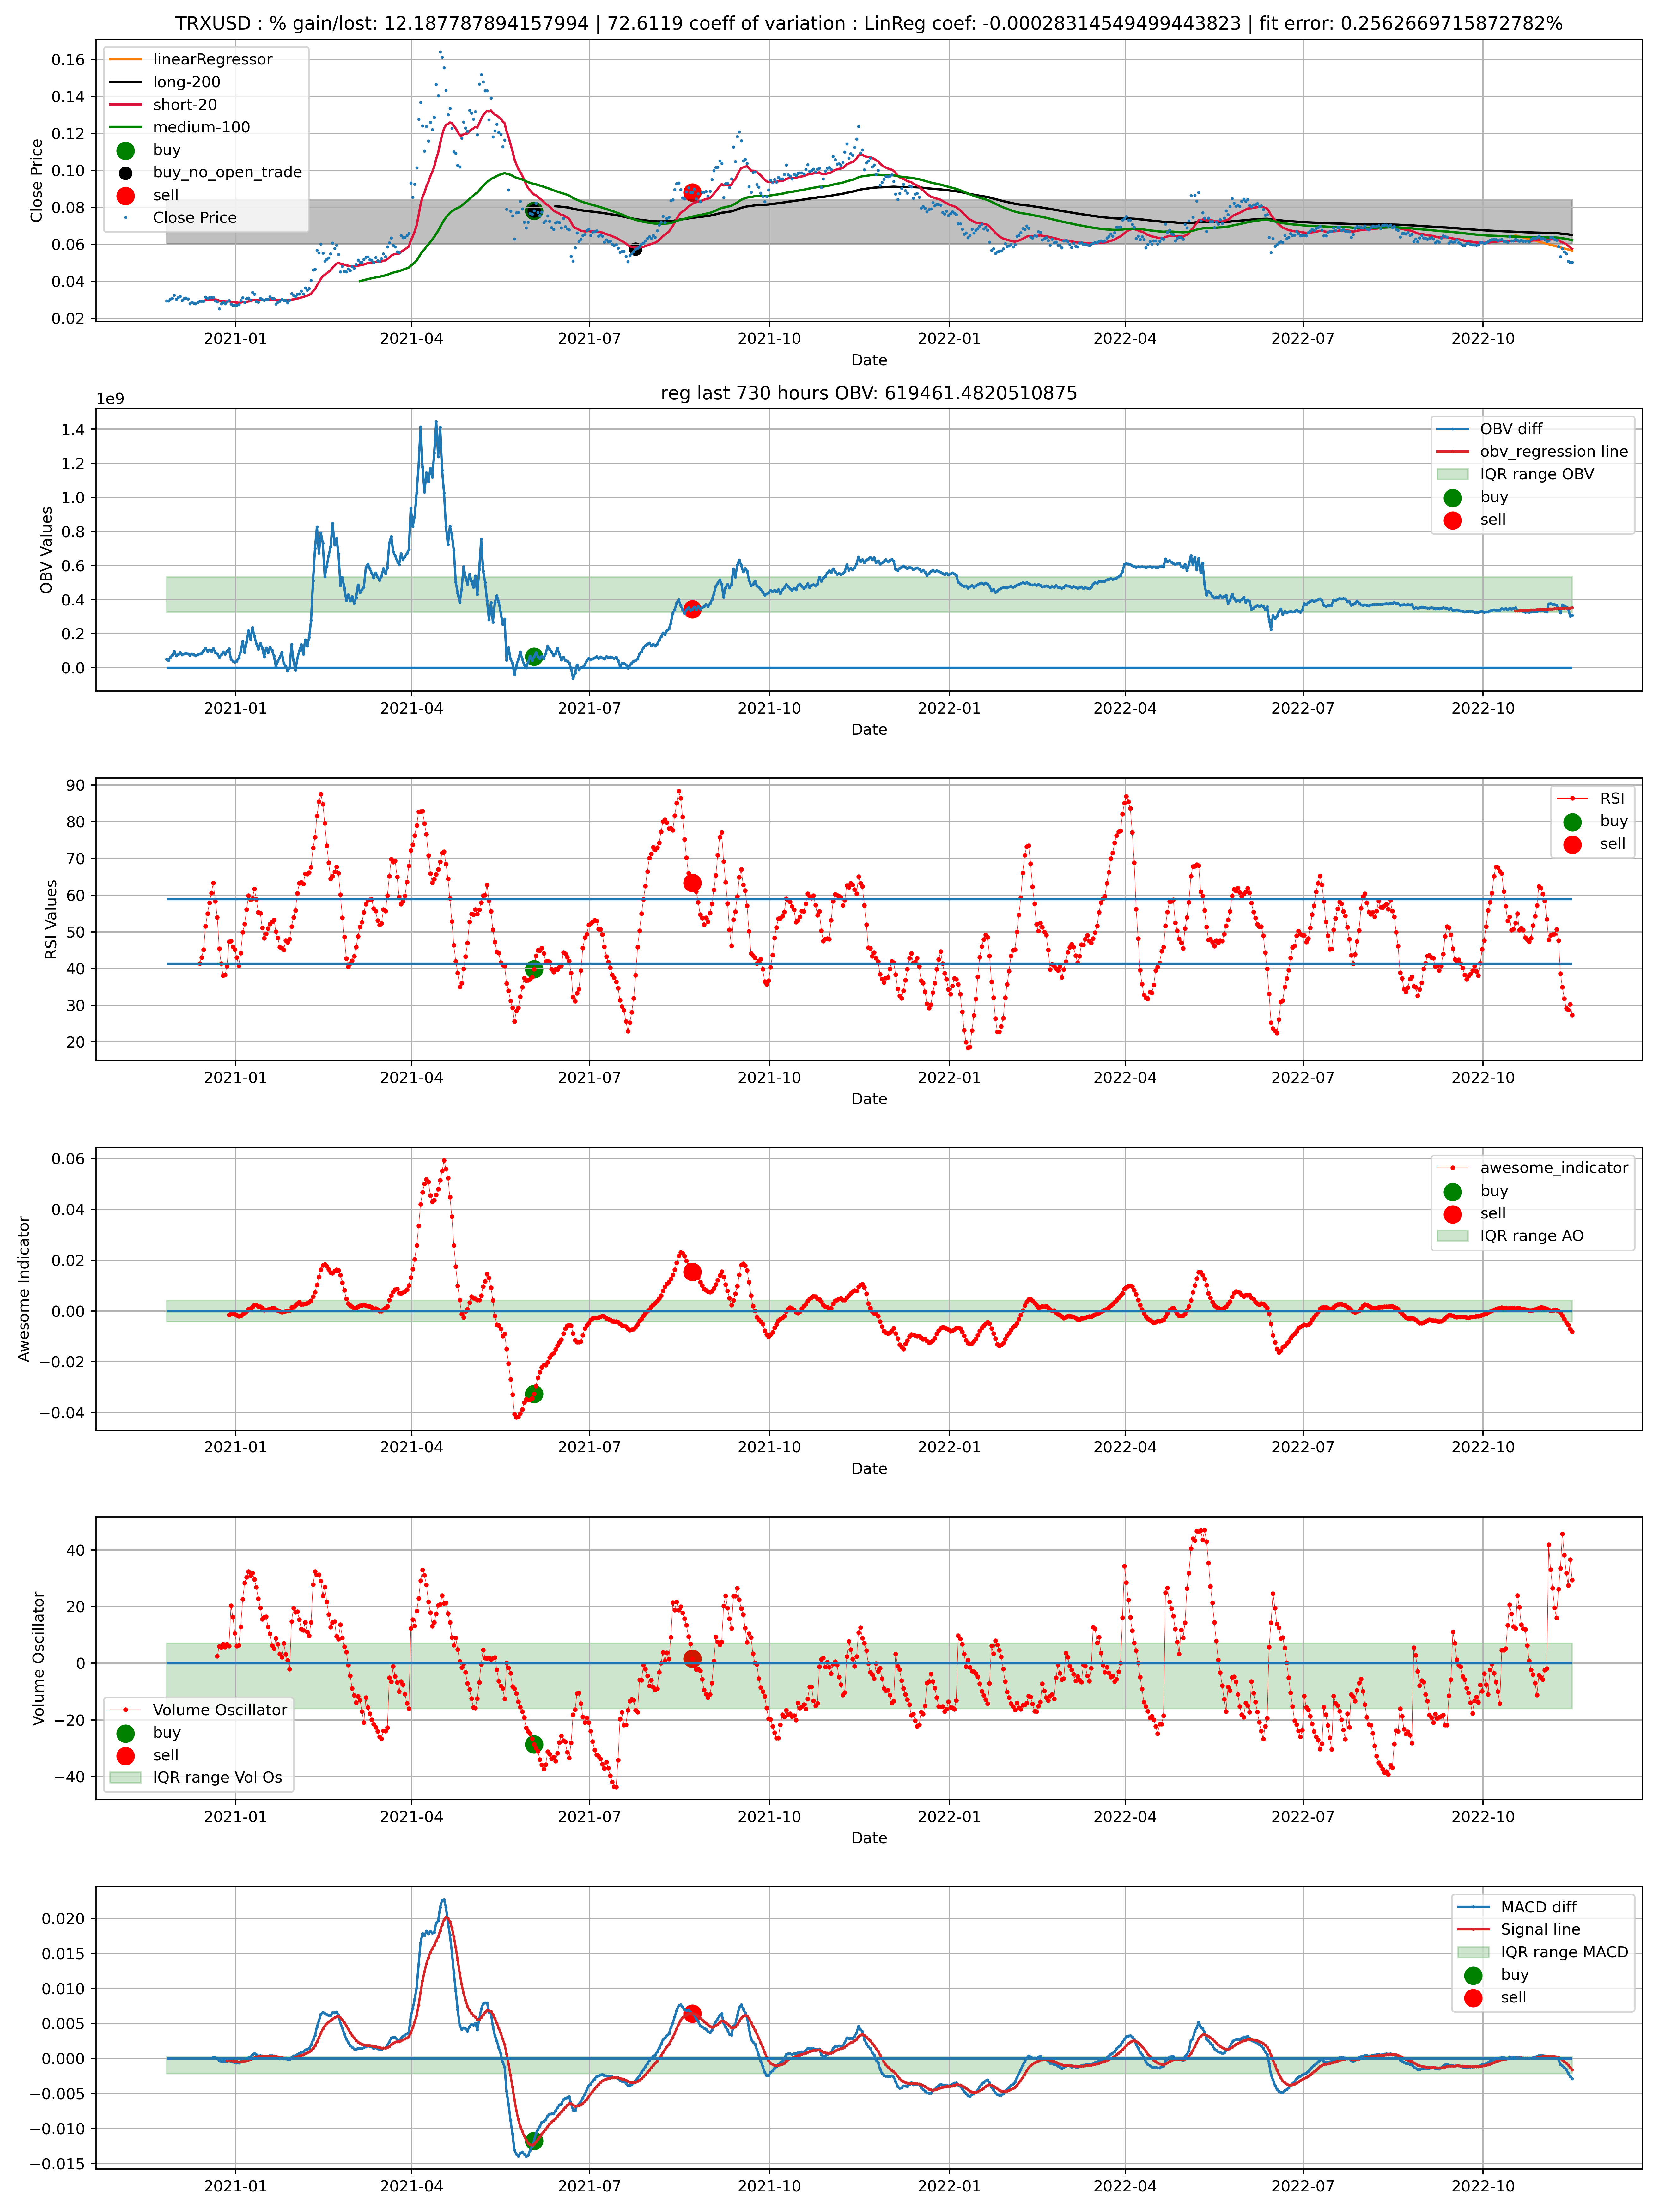 TRXUSD : % gain/lost: 12.187787894157994 | 72.6119 coeff of variation : LinReg coef: -0.00028314549499443823 | fit error: 0.2562669715872782%
linearRegressor
long-200
short-20
medium-100
buy
buy_no_open_trade
sell
Close Price
Close Price
0.16
0.14
0.12
0.10
0.08
0.06
0.04
0.02
2021-01 2021-04 2021-07 2021-10 2022-01 2022-04 2022-07 2022-10
Date
reg last 730 hours OBV: 619461.4820510875
1e9
OBV diff
obv_regression line
IQR range OBV
buy
sell
OBV Values
1.4
1.2
1.0
0.8
0.6
0.4
0.2
0.0
2021-01 2021-04 2021-07 2021-10 2022-01 2022-04 2022-07 2022-10
Date
RSI
buy
sell
RSI Values
90
80
70
60
50
40
30
20
2021-01 2021-04 2021-07 2021-10 2022-01 2022-04 2022-07 2022-10
Date
awesome_indicator
buy
sell
IQR range AO
Awesome Indicator
0.06
0.04
0.02
0.00
−0.02
−0.04
2021-01 2021-04 2021-07 2021-10 2022-01 2022-04 2022-07 2022-10
Date
Volume Oscillator
40
20
0
−20
−40
Volume Oscillator
buy
sell
IQR range Vol Os
2021-01 2021-04 2021-07 2021-10 2022-01 2022-04 2022-07 2022-10
Date
MACD diff
Signal line
IQR range MACD
buy
sell
0.020
0.015
0.010
0.005
0.000
−0.005
−0.010
−0.015
2021-01 2021-04 2021-07 2021-10 2022-01 2022-04 2022-07 2022-10